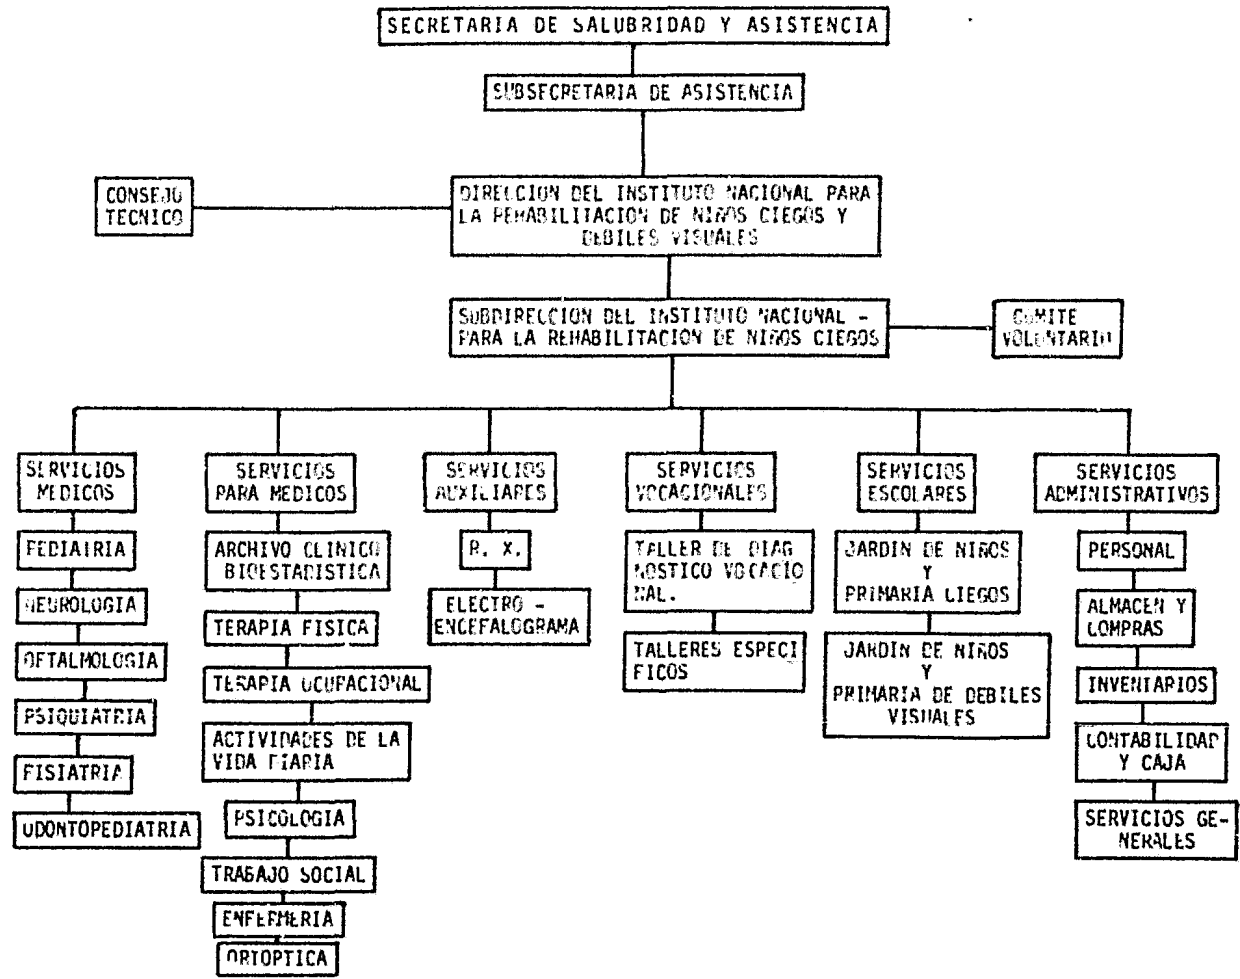 SECRETARIA DE SALUBRIDAD Y ASISTENCIA
SUBSECRETARIA DE ASISTENCIA
CONSEJO
TECNICO
DIRECCION DEL INSTITUTO NACIONAL PARA
LA REHABILITACION DE NIÑOS CIEGOS Y
DEBILES VISUALES
SUBDIRECCION DEL INSTITUTO NACIONAL -
PARA LA REHABILITACION DE NIÑOS CIEGOS
COMITE
VOLUNTARIO
SERVICIOS
MEDICOS
PEDIATRIA
NEUROLOGIA
OFTALMOLOGIA
PSIQUIATRIA
FISIATRIA
ODONTOPEDIATRIA
SERVICIOS
PARA MEDICOS
ARCHIVO CLINICO
BIOESTADISTICA
TERAPIA FISICA
TERAPIA OCUPACIONAL
ACTIVIDADES DE LA
VIDA DIARIA
PSICOLOGIA
TRABAJO SOCIAL
ENFERMERIA
ORTOPTICA
SERVICIOS
AUXILIARES
R. X.
ELECTRO -
ENCEFALOGRAMA
SERVICIOS
VOCACIONALES
TALLER DE DIAG
NOSTICO VOCACIO
NAL.
TALLERES ESPECI
FICOS
SERVICIOS
ESCOLARES
JARDIN DE NIÑOS
Y
PRIMARIA CIEGOS
JARDIN DE NIÑOS
Y
PRIMARIA DE DEBILES
VISUALES
SERVICIOS
ADMINISTRATIVOS
PERSONAL
ALMACEN Y
COMPRAS
INVENTARIOS
CONTABILIDAD
Y CAJA
SERVICIOS GE-
NERALES